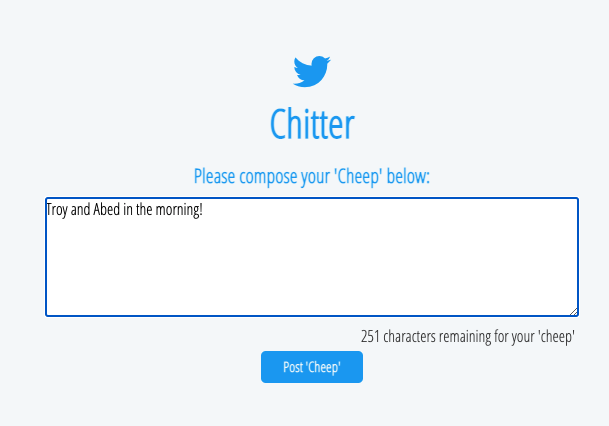 Chitter
Please compose your 'Cheep' below:
Troy and Abed in the morning!
251 characters remaining for your 'cheep'
Post 'Cheep'